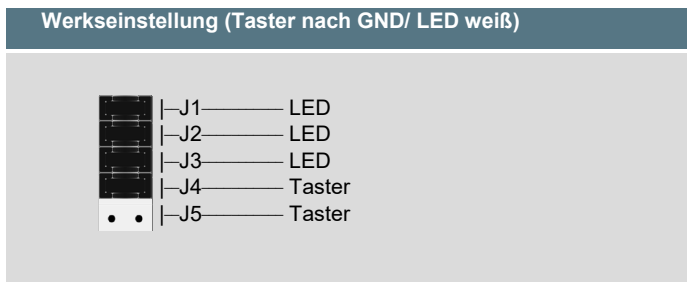 Werkseinstellung (Taster nach GND/ LED weiß)
J1 LED
J2 LED
J3 LED
J4 Taster
J5 Taster